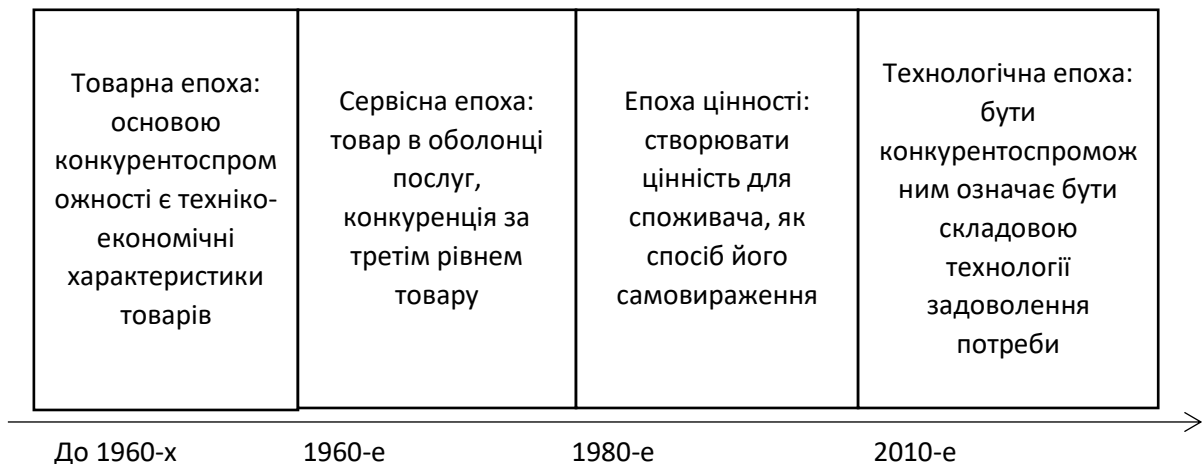 Товарна епоха:
основою
конкурентоспром
ожності є техніко-
економічні
характеристики
товарів
Сервісна епоха:
товар в оболонці
послуг,
конкуренція за
третім рівнем
товару
Епоха цінності:
створювати
цінність для
споживача, як
спосіб його
самовираження
Технологічна епоха:
бути
конкурентоспромож
ним означає бути
складовою
технології
задоволення
потреби
До 1960-х
1960-е
1980-е
2010-е